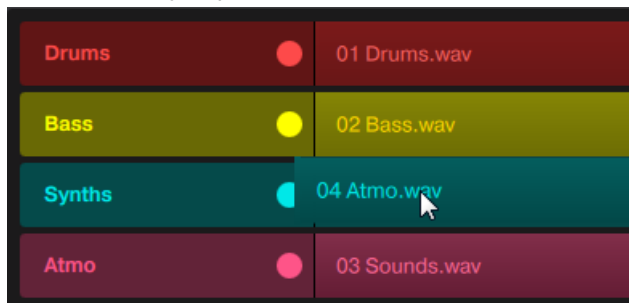 Drums 01 Drums.wav
Bass 02 Bass.wav
Synths 04 Atmo.wav
Atmo 03 Sounds.wav